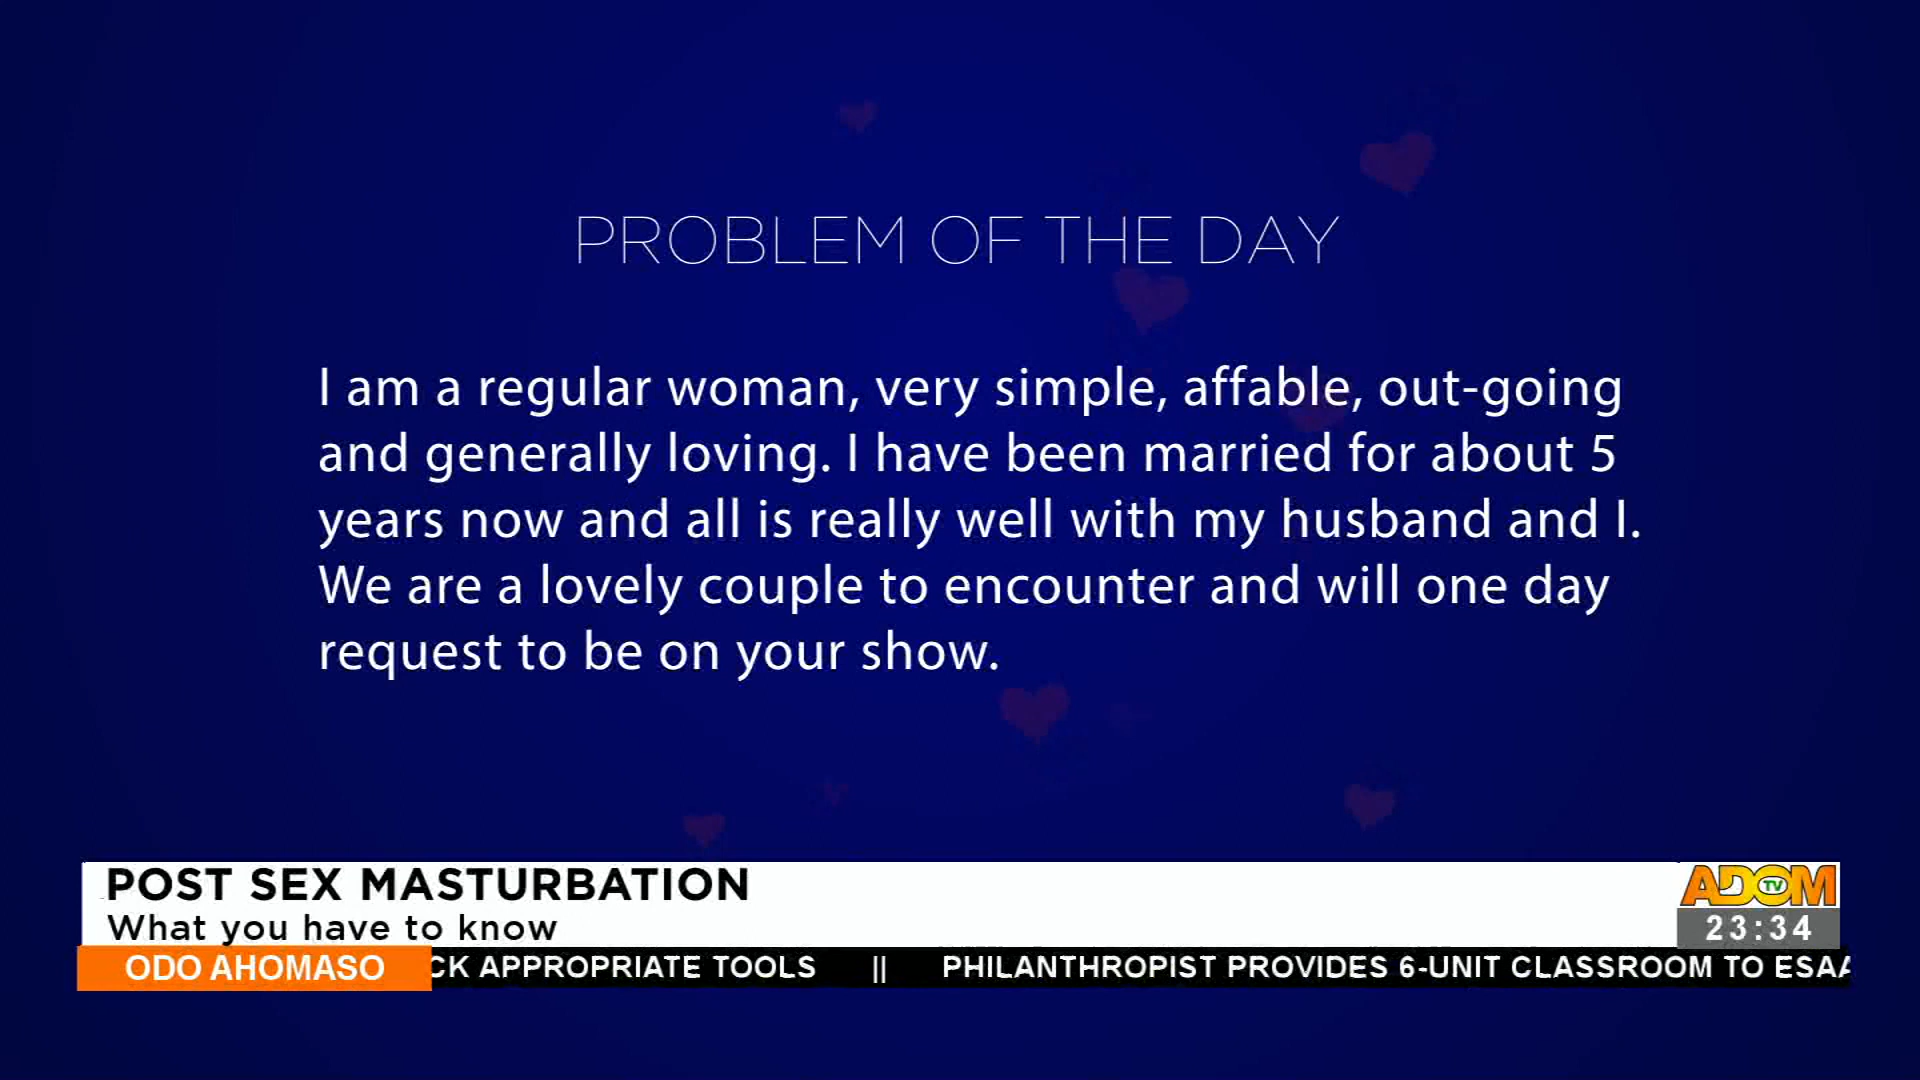 PROBLEM OF THE DAY
I am a regular woman, very simple, affable, out-going
and generally loving. I have been married for about 5
years now and all is really well with my husband and I.
We are a lovely couple to encounter and will one day
request to be on your show.
POST SEX MASTURBATION
What you have to know
ADOM TV
23:34
ODO AHOMASO
CK APPROPRIATE TOOLS || PHILANTHROPIST PROVIDES 6-UNIT CLASSROOM TO ESAA